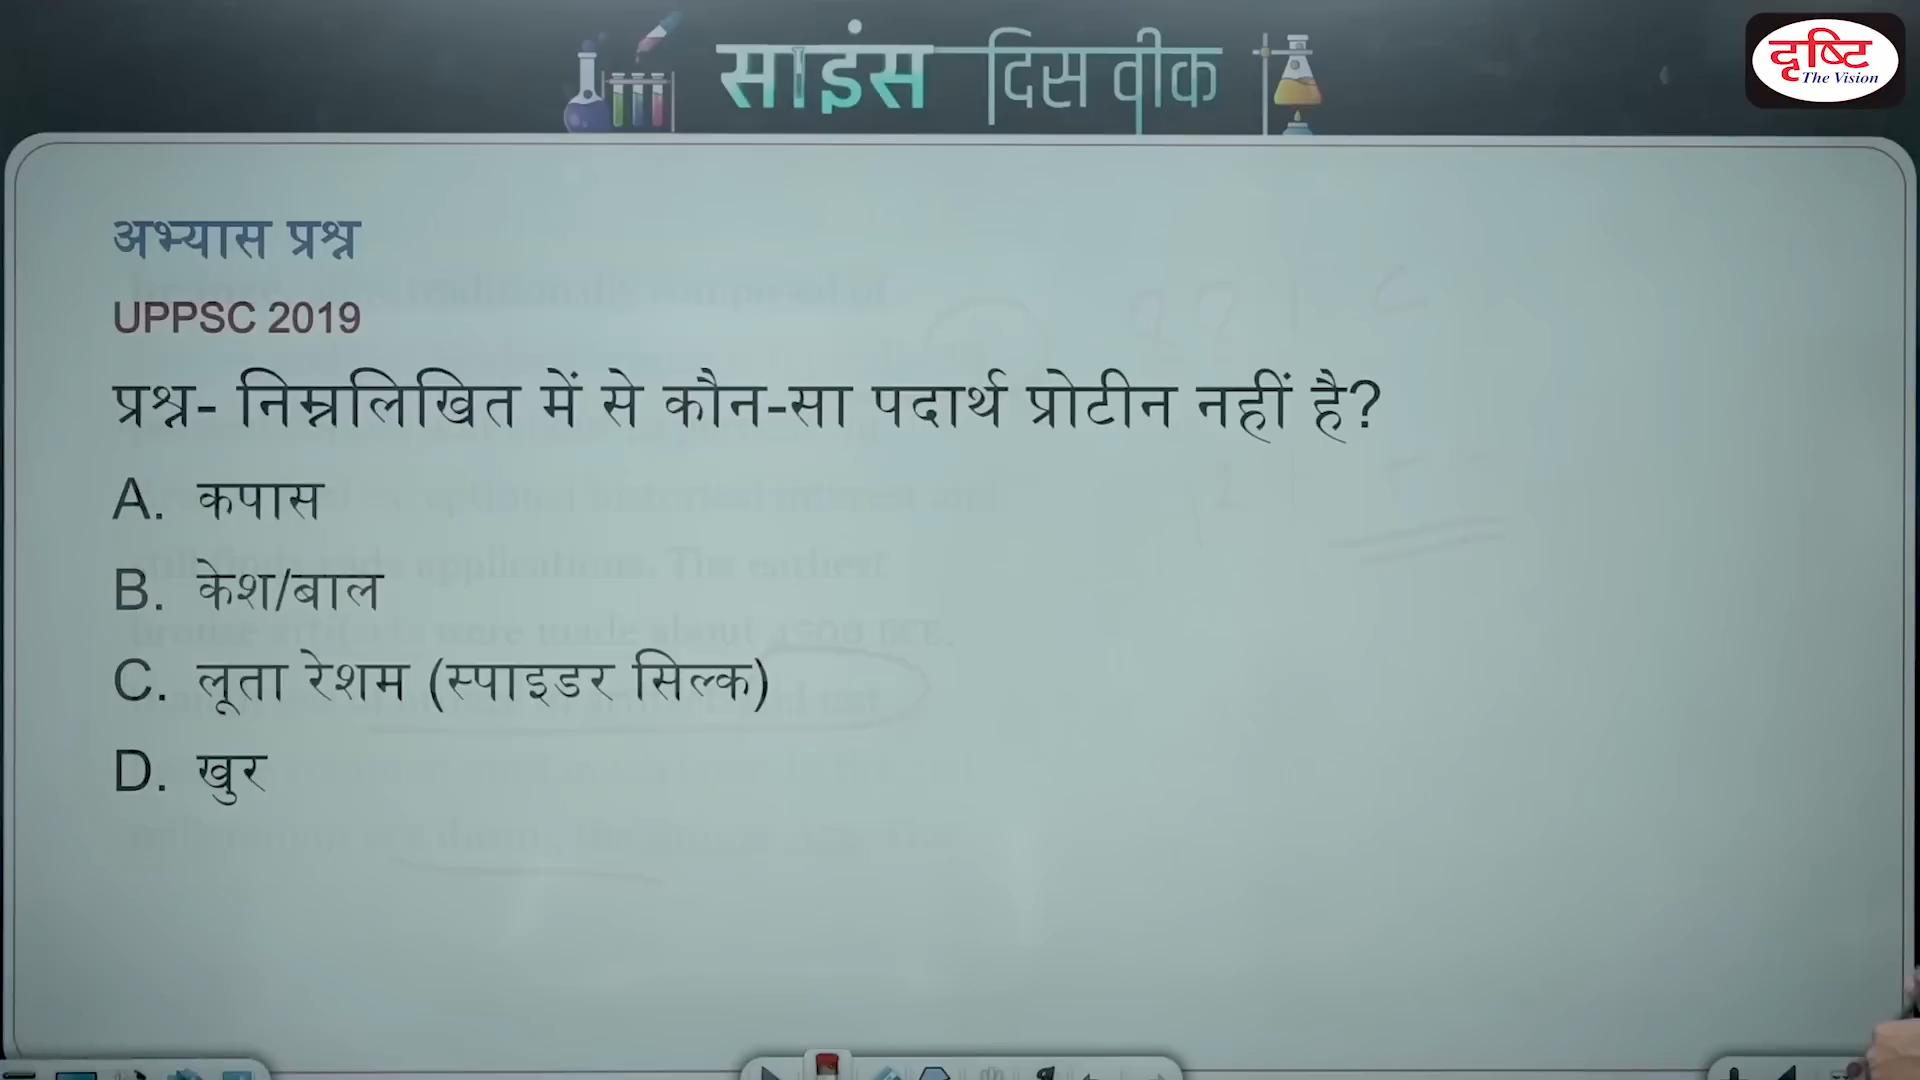 साइंस दिस वीक
दृष्टि
The Vision
अभ्यास प्रश्न
UPPSC 2019
प्रश्न- निम्नलिखित में से कौन-सा पदार्थ प्रोटीन नहीं है?
A. कपास
B. केश/बाल
C. लूता रेशम (स्पाइडर सिल्क)
D. खुर